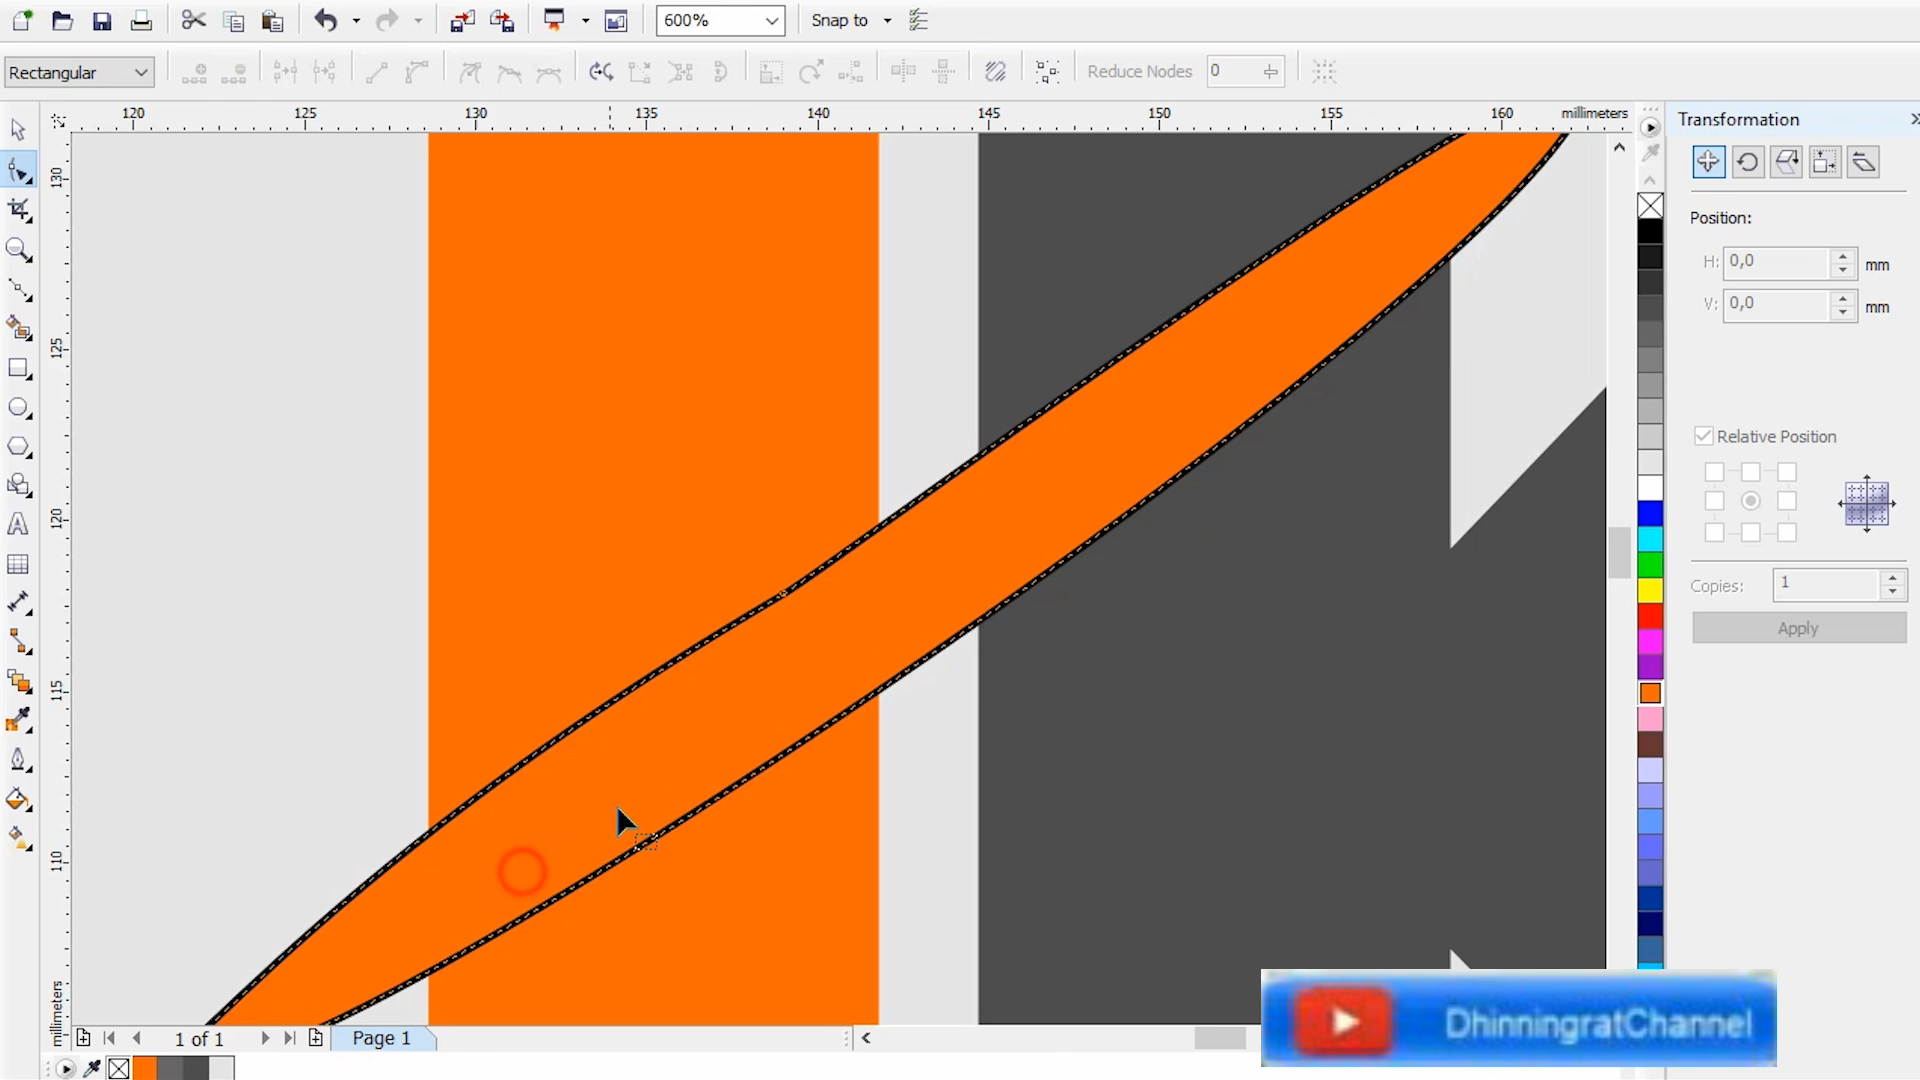 600%
Snap to
Rectangular
Reduce Nodes
0
120
125
130
135
140
145
150
155
160
millimeters
Transformation
130
125
120
115
110
millimeters
Position:
H:
0,0
mm
V:
0,0
mm
Relative Position
Copies:
1
Apply
1 of 1
Page 1
DhinningratChannel